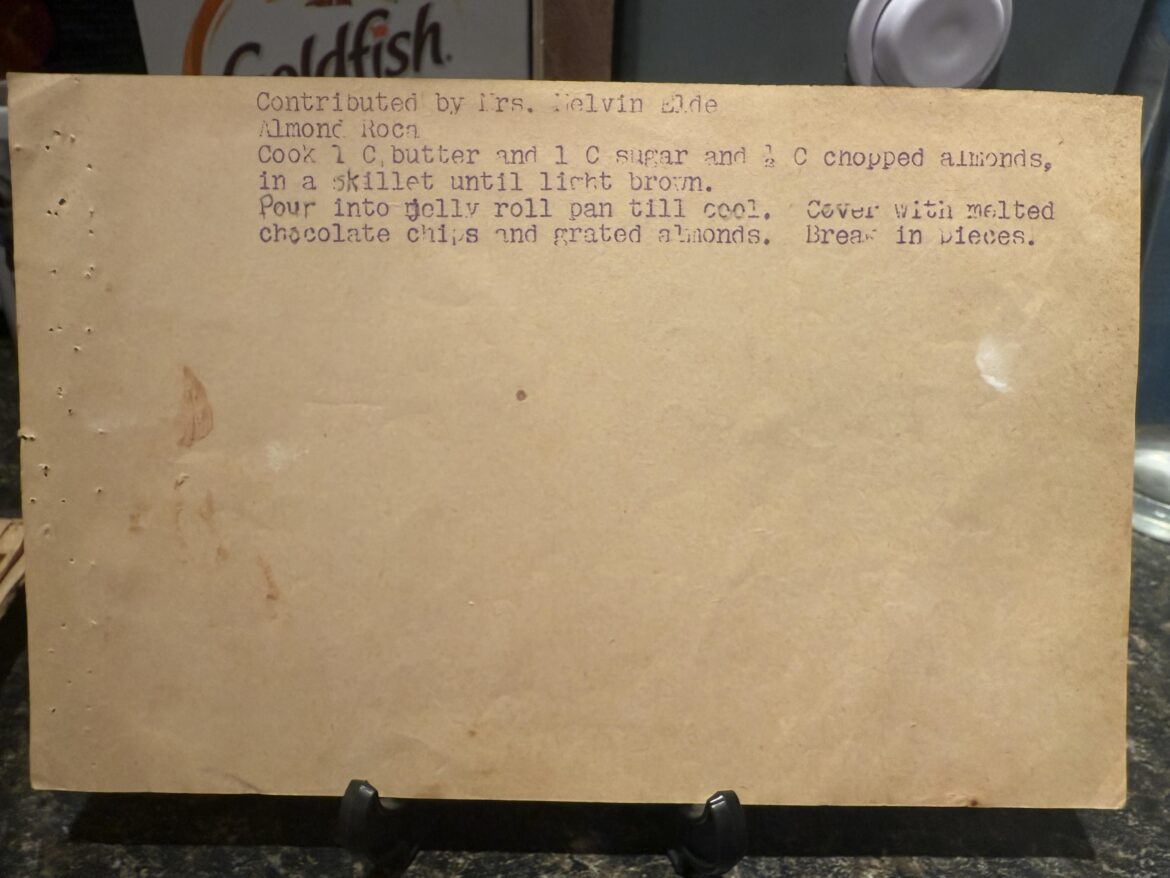 Goldfish
Contributed by Mrs. Melvin Elde
Almond Roca
Cook 1 C butter and 1 C sugar and ½ C chopped almonds,
in a skillet until light brown.
Pour into jelly roll pan till cool. Cover with melted
chocolate chips and grated almonds. Break in pieces.